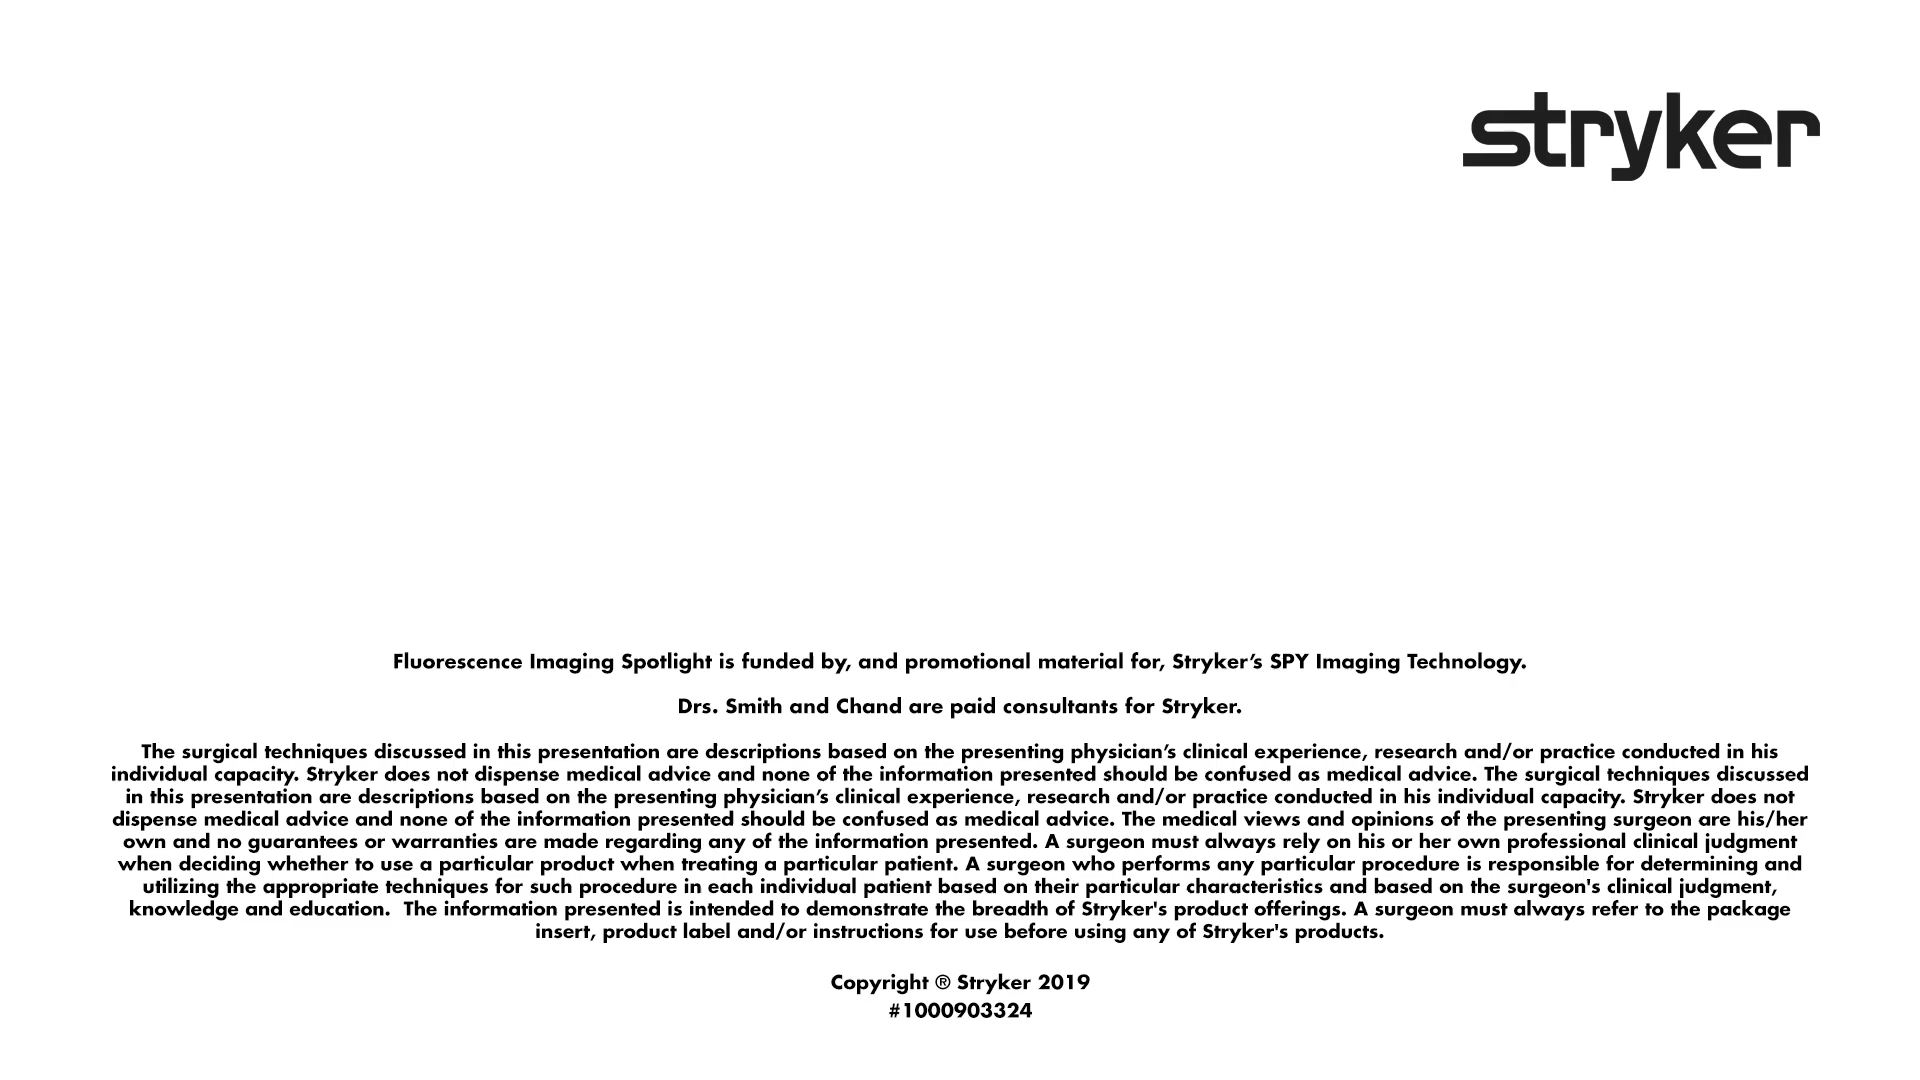 stryker
Fluorescence Imaging Spotlight is funded by, and promotional material for, Stryker’s SPY Imaging Technology.
Drs. Smith and Chand are paid consultants for Stryker.
The surgical techniques discussed in this presentation are descriptions based on the presenting physician’s clinical experience, research and/or practice conducted in his
individual capacity. Stryker does not dispense medical advice and none of the information presented should be confused as medical advice. The surgical techniques discussed
in this presentation are descriptions based on the presenting physician’s clinical experience, research and/or practice conducted in his individual capacity. Stryker does not
dispense medical advice and none of the information presented should be confused as medical advice. The medical views and opinions of the presenting surgeon are his/her
own and no guarantees or warranties are made regarding any of the information presented. A surgeon must always rely on his or her own professional clinical judgment
when deciding whether to use a particular product when treating a particular patient. A surgeon who performs any particular procedure is responsible for determining and
utilizing the appropriate techniques for such procedure in each individual patient based on their particular characteristics and based on the surgeon's clinical judgment,
knowledge and education.  The information presented is intended to demonstrate the breadth of Stryker's product offerings. A surgeon must always refer to the package
insert, product label and/or instructions for use before using any of Stryker's products.
Copyright ® Stryker 2019
#1000903324